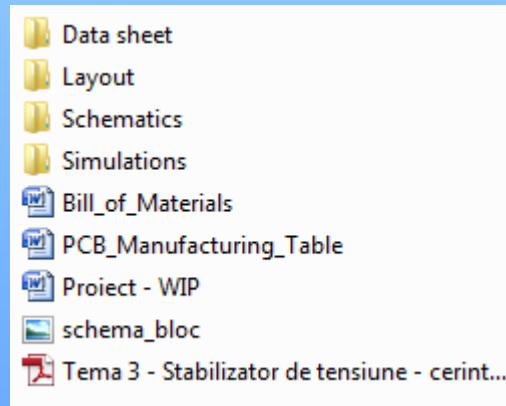 Data sheet
Layout
Schematics
Simulations
Bill_of_Materials
PCB_Manufacturing_Table
Proiect - WIP
schema_bloc
Tema 3 - Stabilizator de tensiune - cerint...